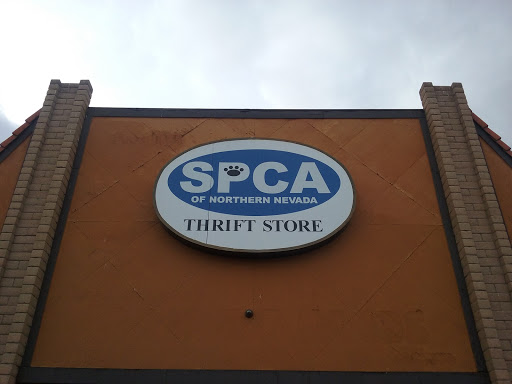 SPCA
OF NORTHERN NEVADA
THRIFT STORE